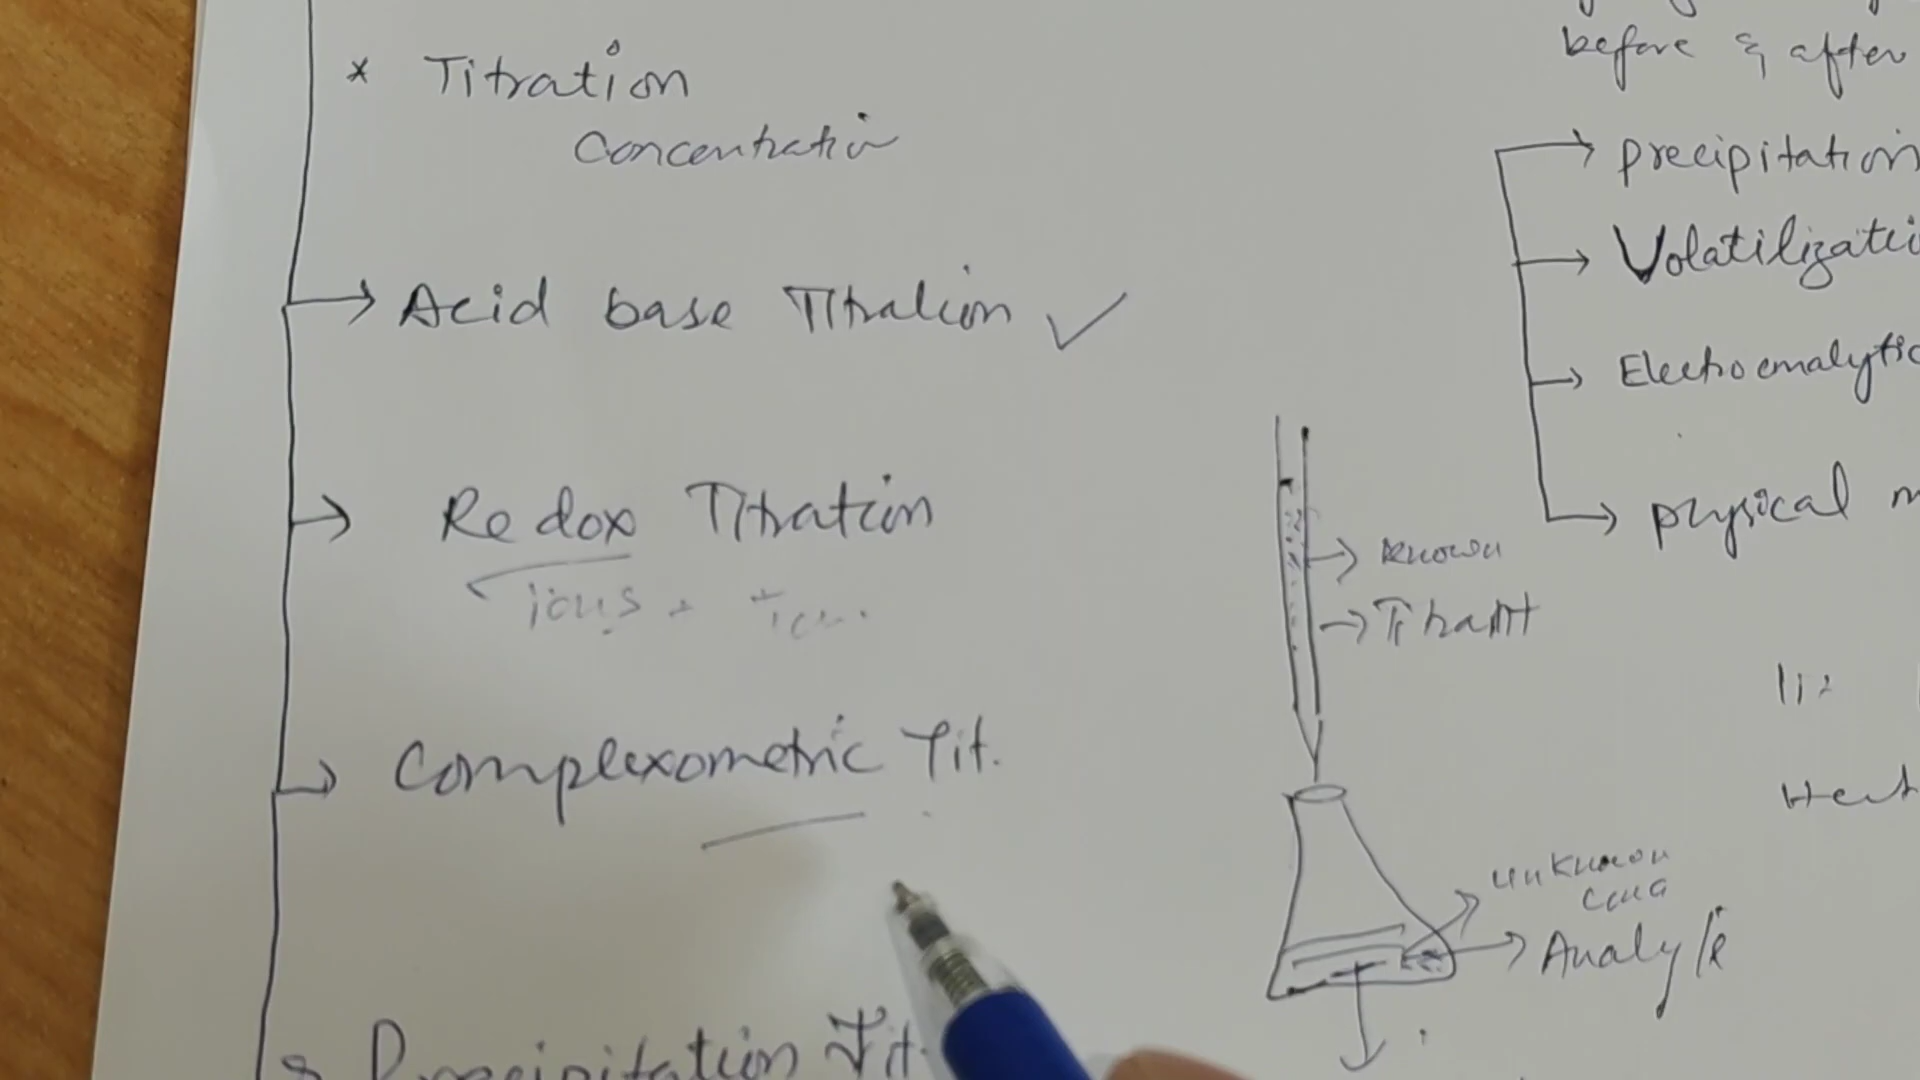 * Titration
Concentration
Acid base Titration ✓
Redox Titration
ions +
Complexometric Tit.
Precipitation Tit.
before & after
precipitation
Volatilizati
Electroanalytic
physical m
known
Titrant
unknown
conc
Analyte